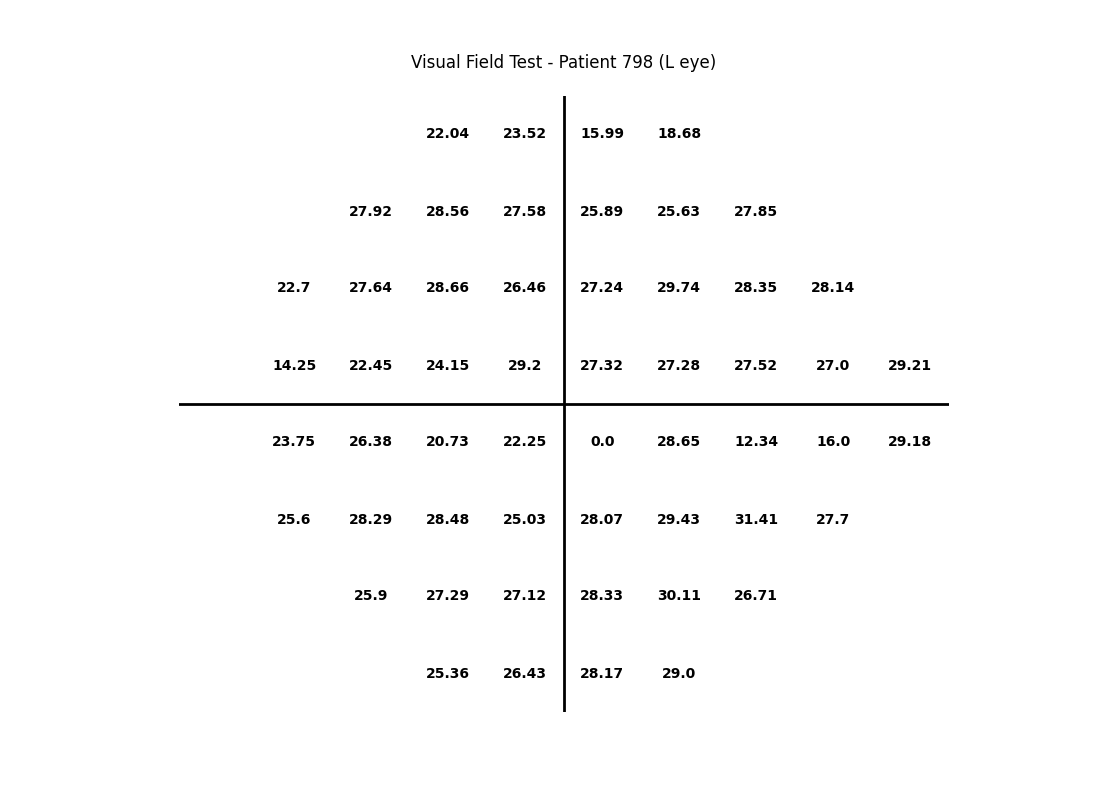 Visual Field Test - Patient 798 (L eye)
22.04 23.52 15.99 18.68
27.92 28.56 27.58 25.89 25.63 27.85
22.7 27.64 28.66 26.46 27.24 29.74 28.35 28.14
14.25 22.45 24.15 29.2 27.32 27.28 27.52 27.0 29.21
23.75 26.38 20.73 22.25 0.0 28.65 12.34 16.0 29.18
25.6 28.29 28.48 25.03 28.07 29.43 31.41 27.7
25.9 27.29 27.12 28.33 30.11 26.71
25.36 26.43 28.17 29.0